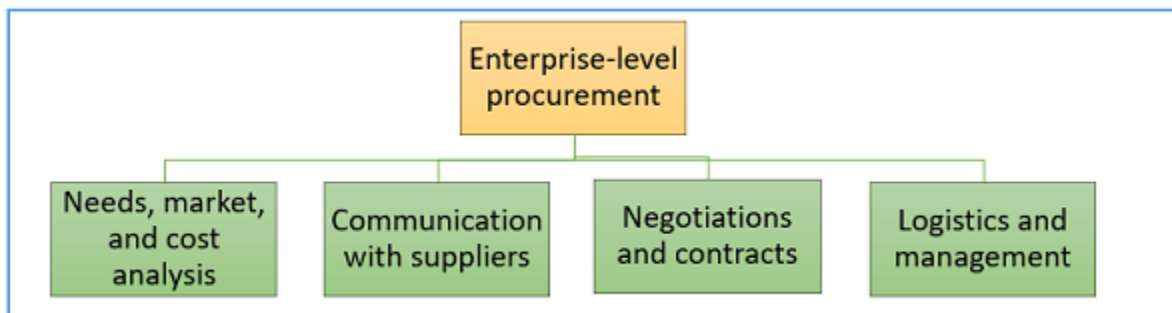 Enterprise-level
procurement
Needs, market,
and cost
analysis
Communication
with suppliers
Negotiations
and contracts
Logistics and
management